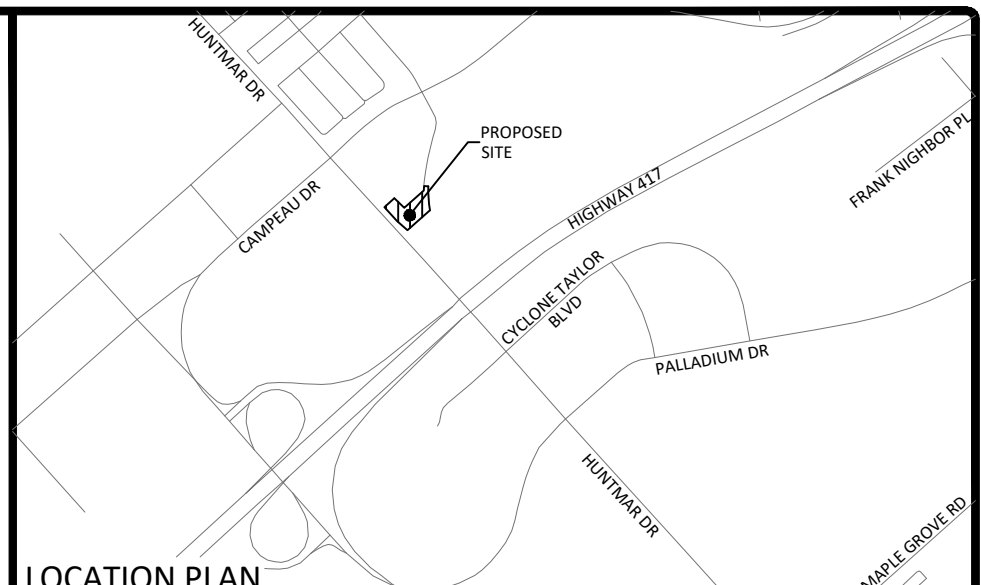 HUNTMAR DR
PROPOSED
SITE
CAMPEAU DR
HIGHWAY 417
FRANK NIGHBOR PL
CYCLONE TAYLOR
BLVD
PALLADIUM DR
HUNTMAR DR
MAPLE GROVE RD
LOCATION PLAN